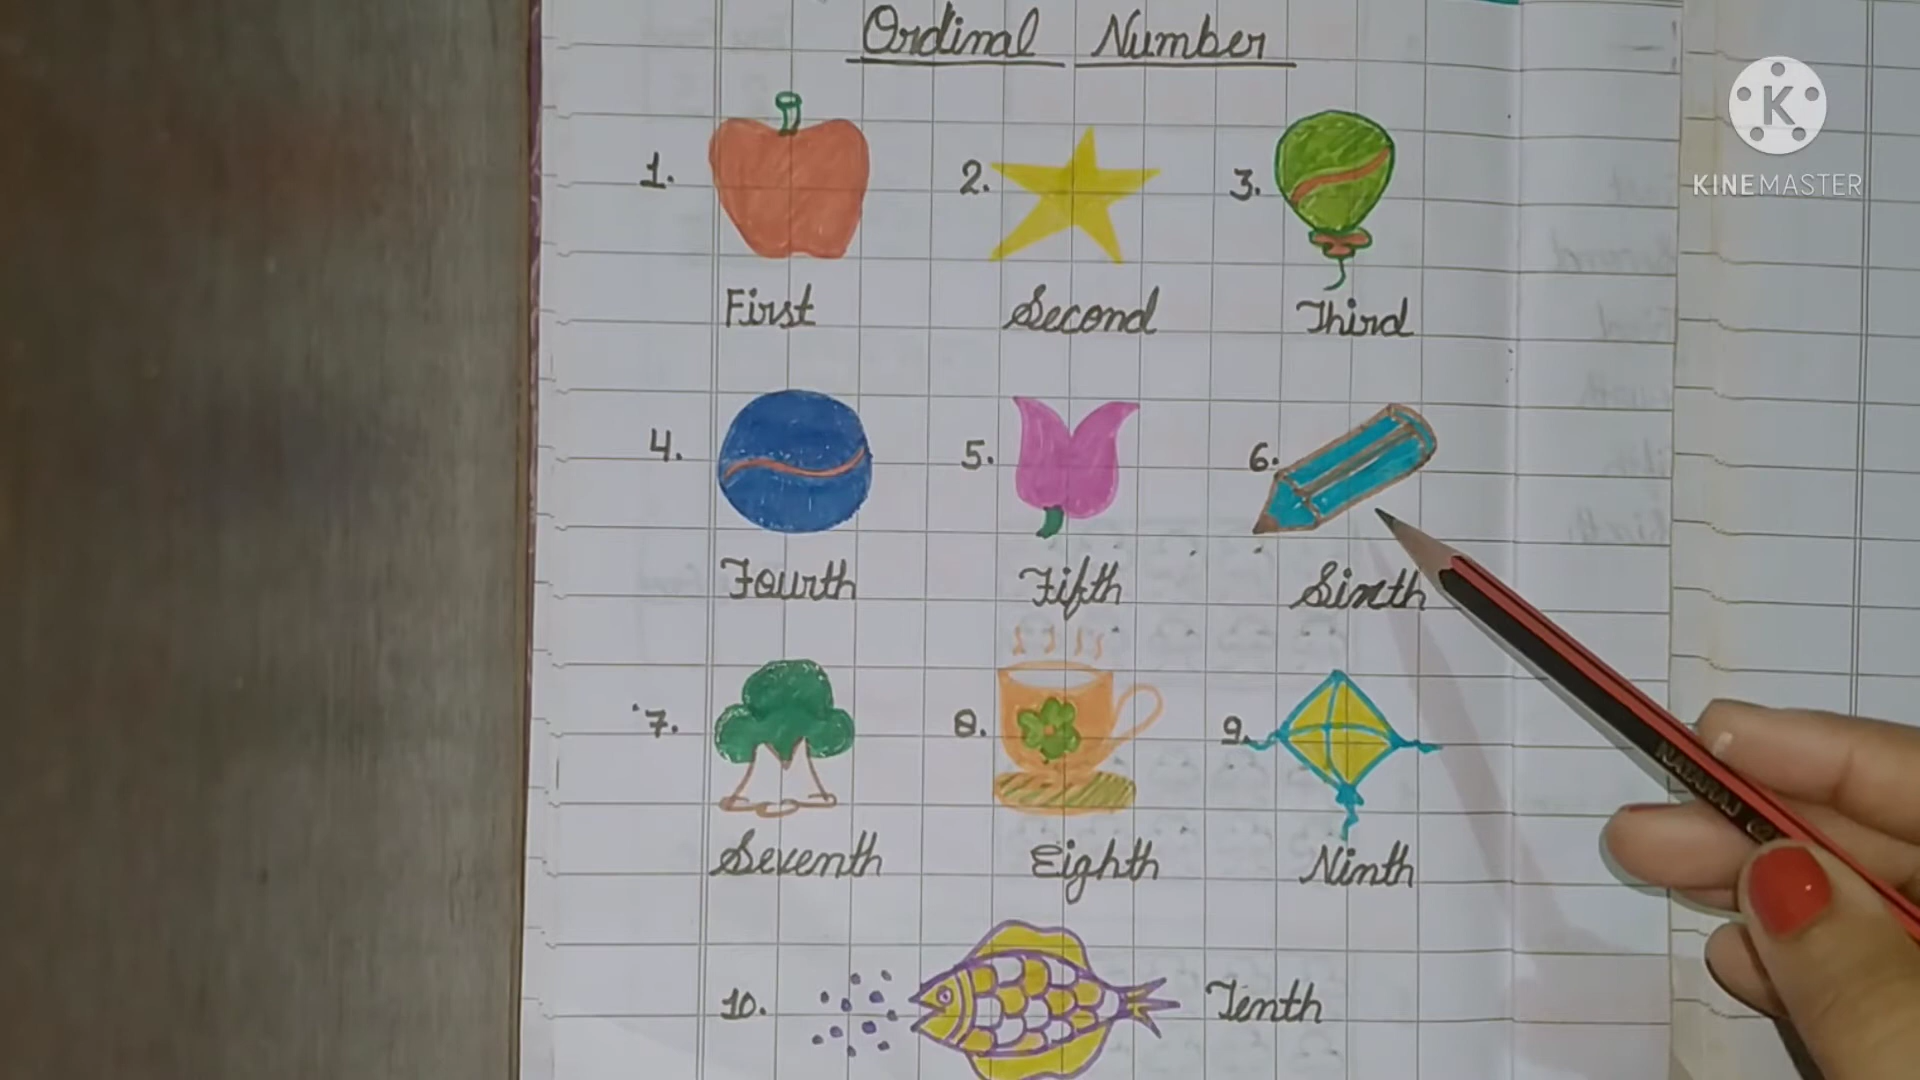 Ordinal Number
1. 2. 3.
First Second Third
4. 5. 6.
Fourth Fifth Sixth
7. 8. 9.
Seventh Eighth Ninth
10. Tenth
K
KINEMASTER
NATARAJ